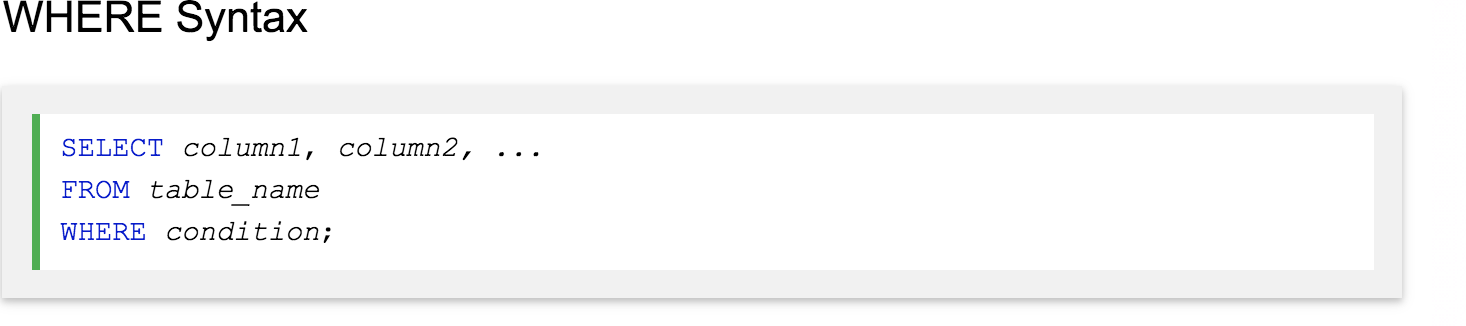 WHERE Syntax
SELECT column1, column2, ...
FROM table_name
WHERE condition;